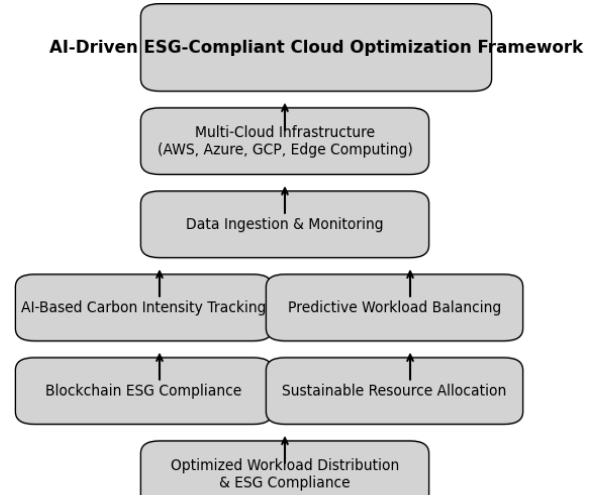 AI-Driven ESG-Compliant Cloud Optimization Framework
Multi-Cloud Infrastructure
(AWS, Azure, GCP, Edge Computing)
Data Ingestion & Monitoring
AI-Based Carbon Intensity Tracking
Predictive Workload Balancing
Blockchain ESG Compliance
Sustainable Resource Allocation
Optimized Workload Distribution
& ESG Compliance